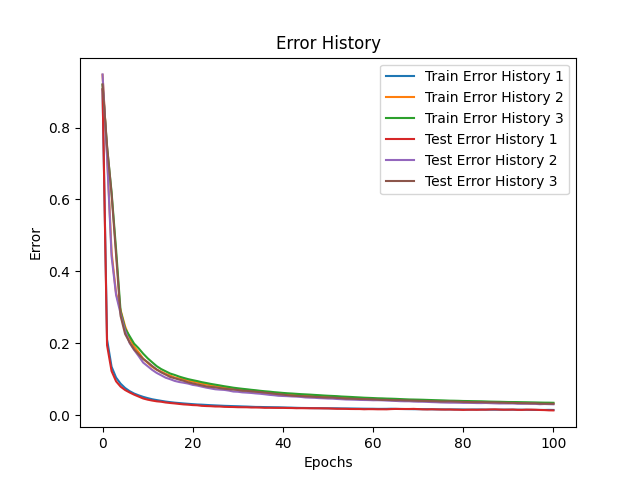 Error History
Train Error History 1
Train Error History 2
Train Error History 3
Test Error History 1
Test Error History 2
Test Error History 3
Error
0.8
0.6
0.4
0.2
0.0
0 20 40 60 80 100
Epochs